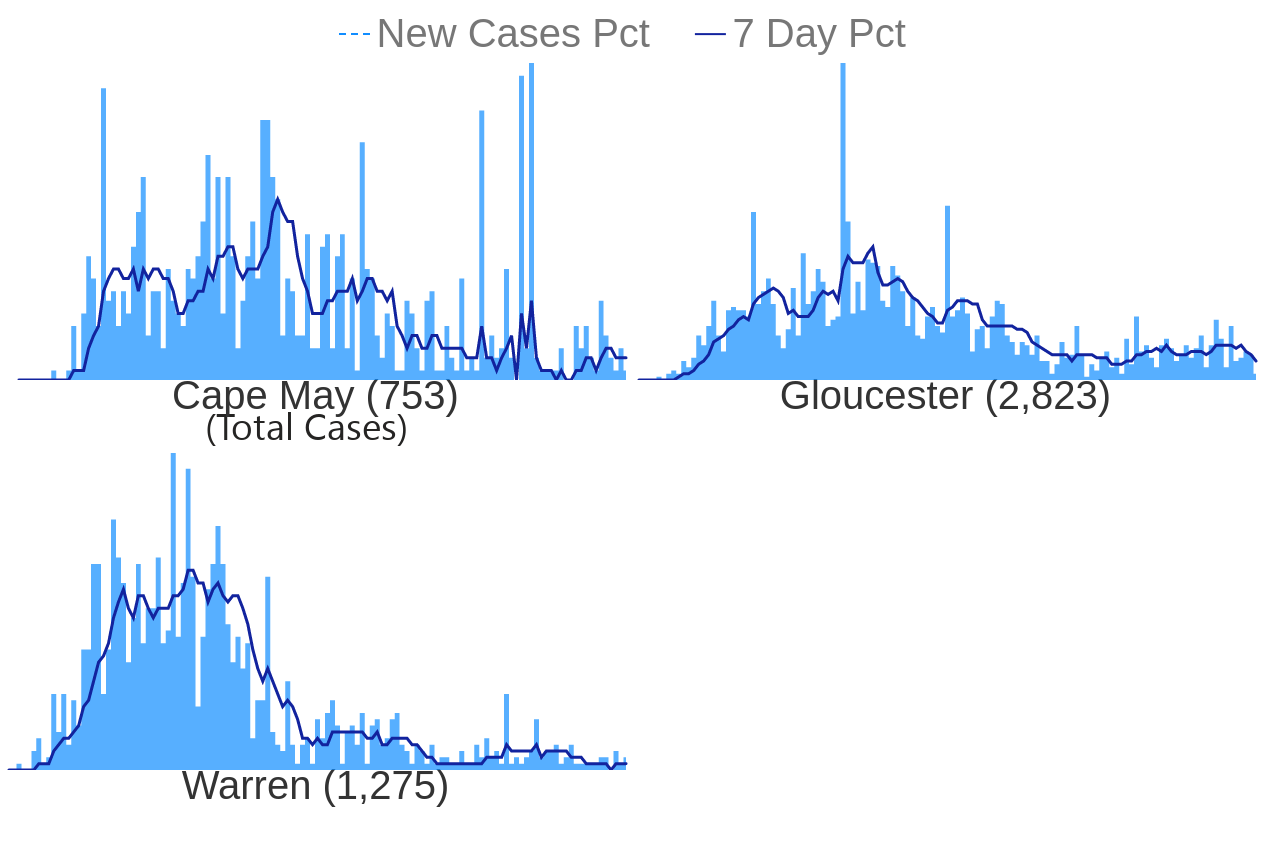 New Cases Pct 7 Day Pct
Cape May (753)
(Total Cases)
Gloucester (2,823)
Warren (1,275)